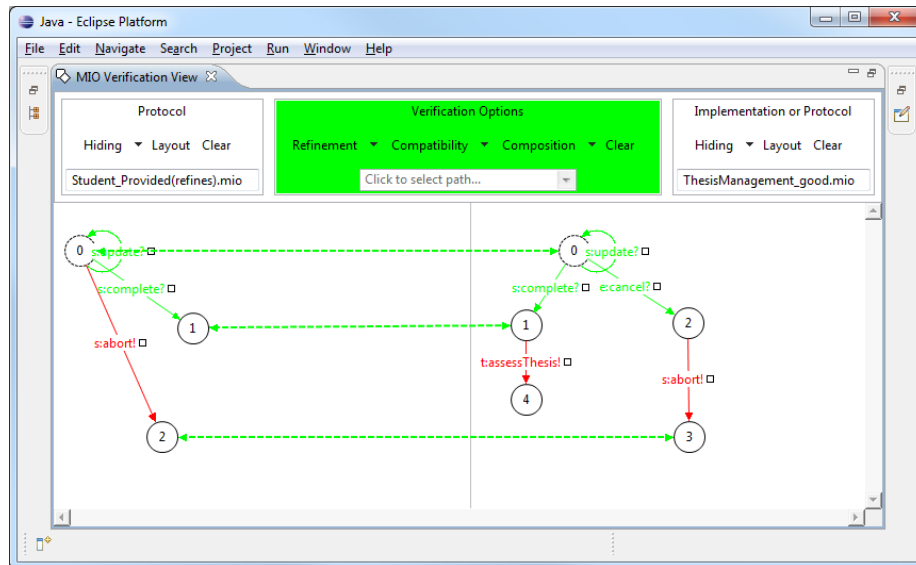 Java - Eclipse Platform
File Edit Navigate Search Project Run Window Help
MIO Verification View
Protocol
Hiding Layout Clear
Student_Provided(refines).mio
Verification Options
Refinement Compatibility Composition Clear
Click to select path...
Implementation or Protocol
Hiding Layout Clear
ThesisManagement_good.mio
0 s:update? 0 s:update?
s:complete? s:complete? e:cancel?
1 1 2
s:abort! t:assessThesis! s:abort!
4
2 3